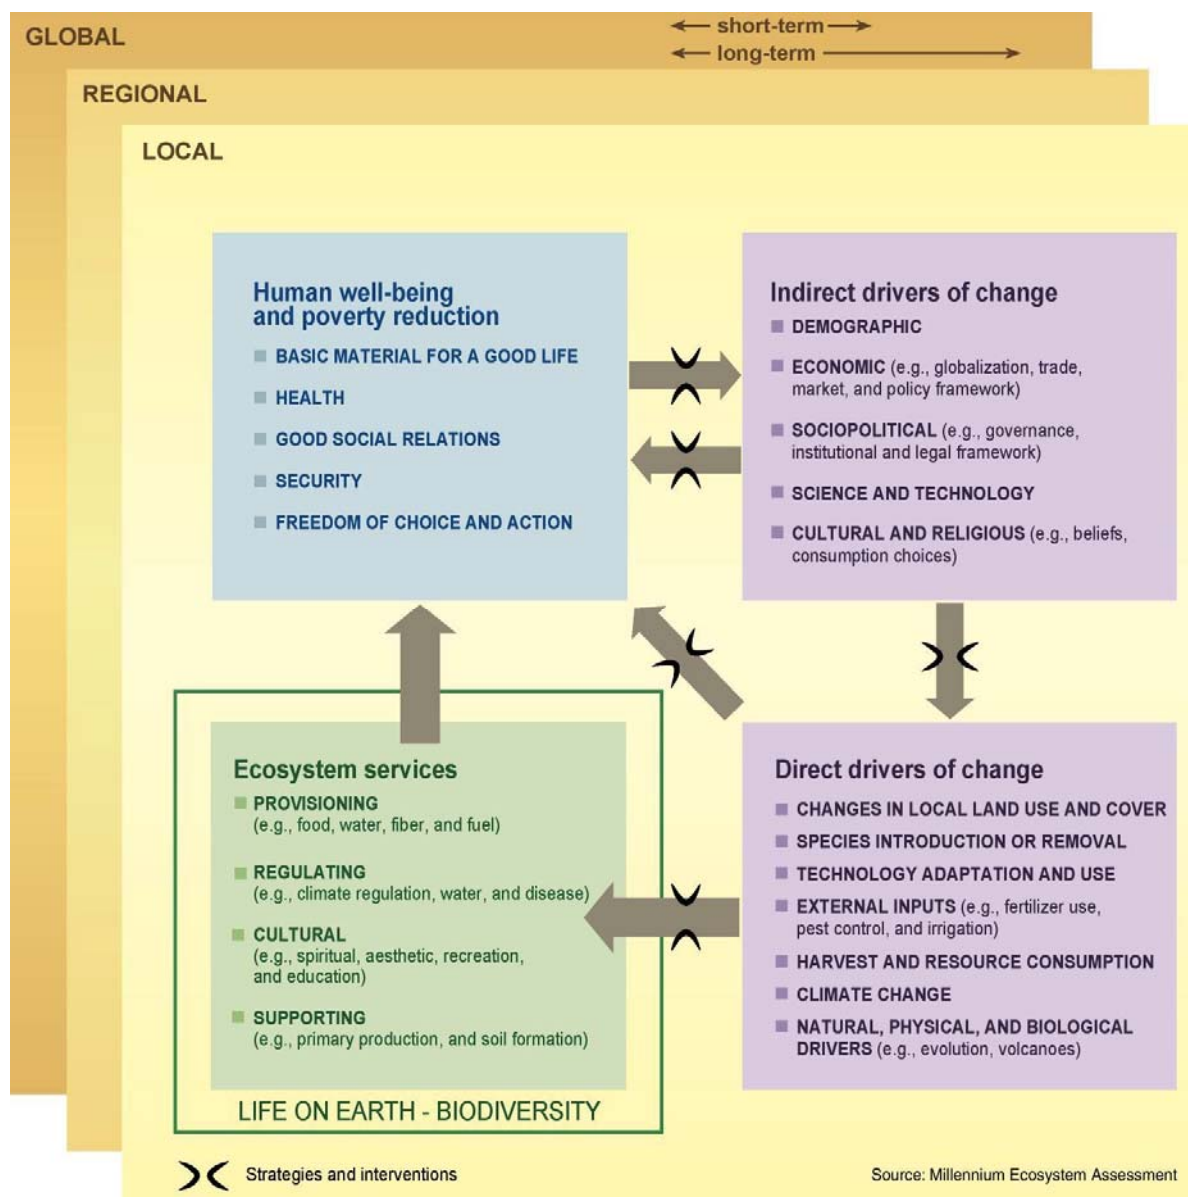 GLOBAL
short-term
long-term
REGIONAL
LOCAL
Human well-being
and poverty reduction
BASIC MATERIAL FOR A GOOD LIFE
HEALTH
GOOD SOCIAL RELATIONS
SECURITY
FREEDOM OF CHOICE AND ACTION
Indirect drivers of change
DEMOGRAPHIC
ECONOMIC (e.g., globalization, trade,
market, and policy framework)
SOCIOPOLITICAL (e.g., governance,
institutional and legal framework)
SCIENCE AND TECHNOLOGY
CULTURAL AND RELIGIOUS (e.g., beliefs,
consumption choices)
Ecosystem services
PROVISIONING
(e.g., food, water, fiber, and fuel)
REGULATING
(e.g., climate regulation, water, and disease)
CULTURAL
(e.g., spiritual, aesthetic, recreation,
and education)
SUPPORTING
(e.g., primary production, and soil formation)
LIFE ON EARTH - BIODIVERSITY
Direct drivers of change
CHANGES IN LOCAL LAND USE AND COVER
SPECIES INTRODUCTION OR REMOVAL
TECHNOLOGY ADAPTATION AND USE
EXTERNAL INPUTS (e.g., fertilizer use,
pest control, and irrigation)
HARVEST AND RESOURCE CONSUMPTION
CLIMATE CHANGE
NATURAL, PHYSICAL, AND BIOLOGICAL
DRIVERS (e.g., evolution, volcanoes)
Strategies and interventions
Source: Millennium Ecosystem Assessment